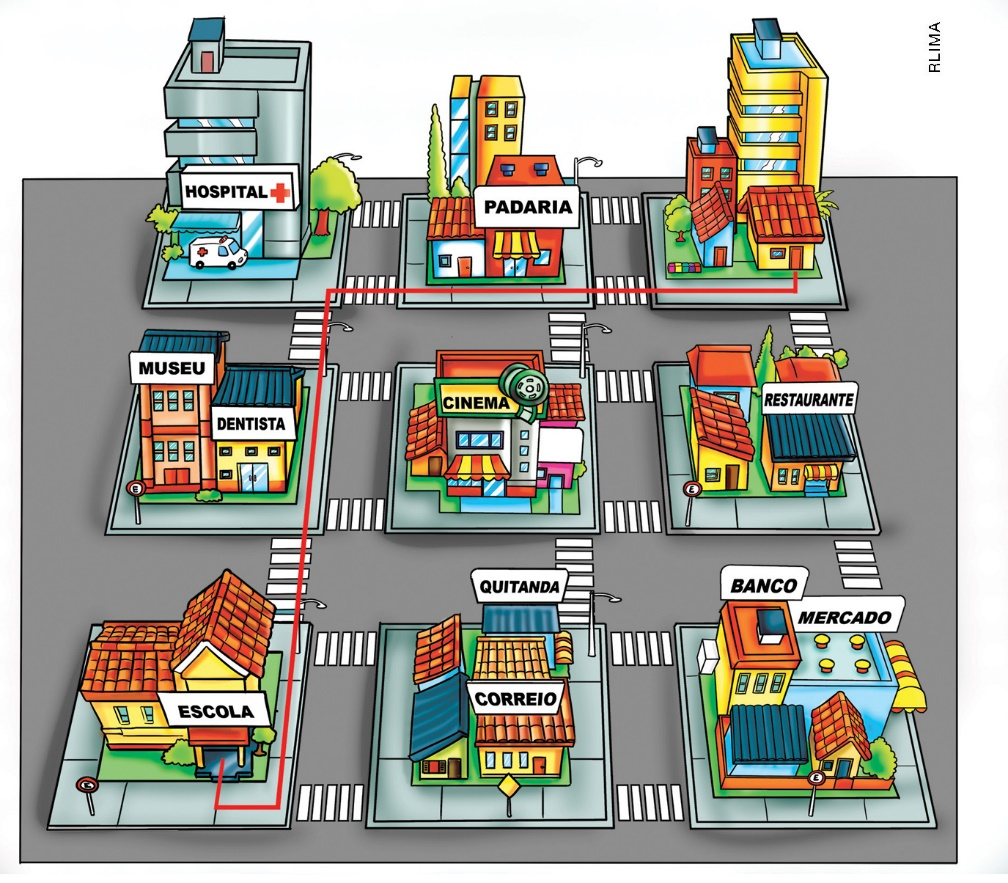 RLIMA
HOSPITAL
PADARIA
MUSEU
DENTISTA
CINEMA
RESTAURANTE
E
E
QUITANDA
BANCO
MERCADO
ESCOLA
CORREIO
E
E